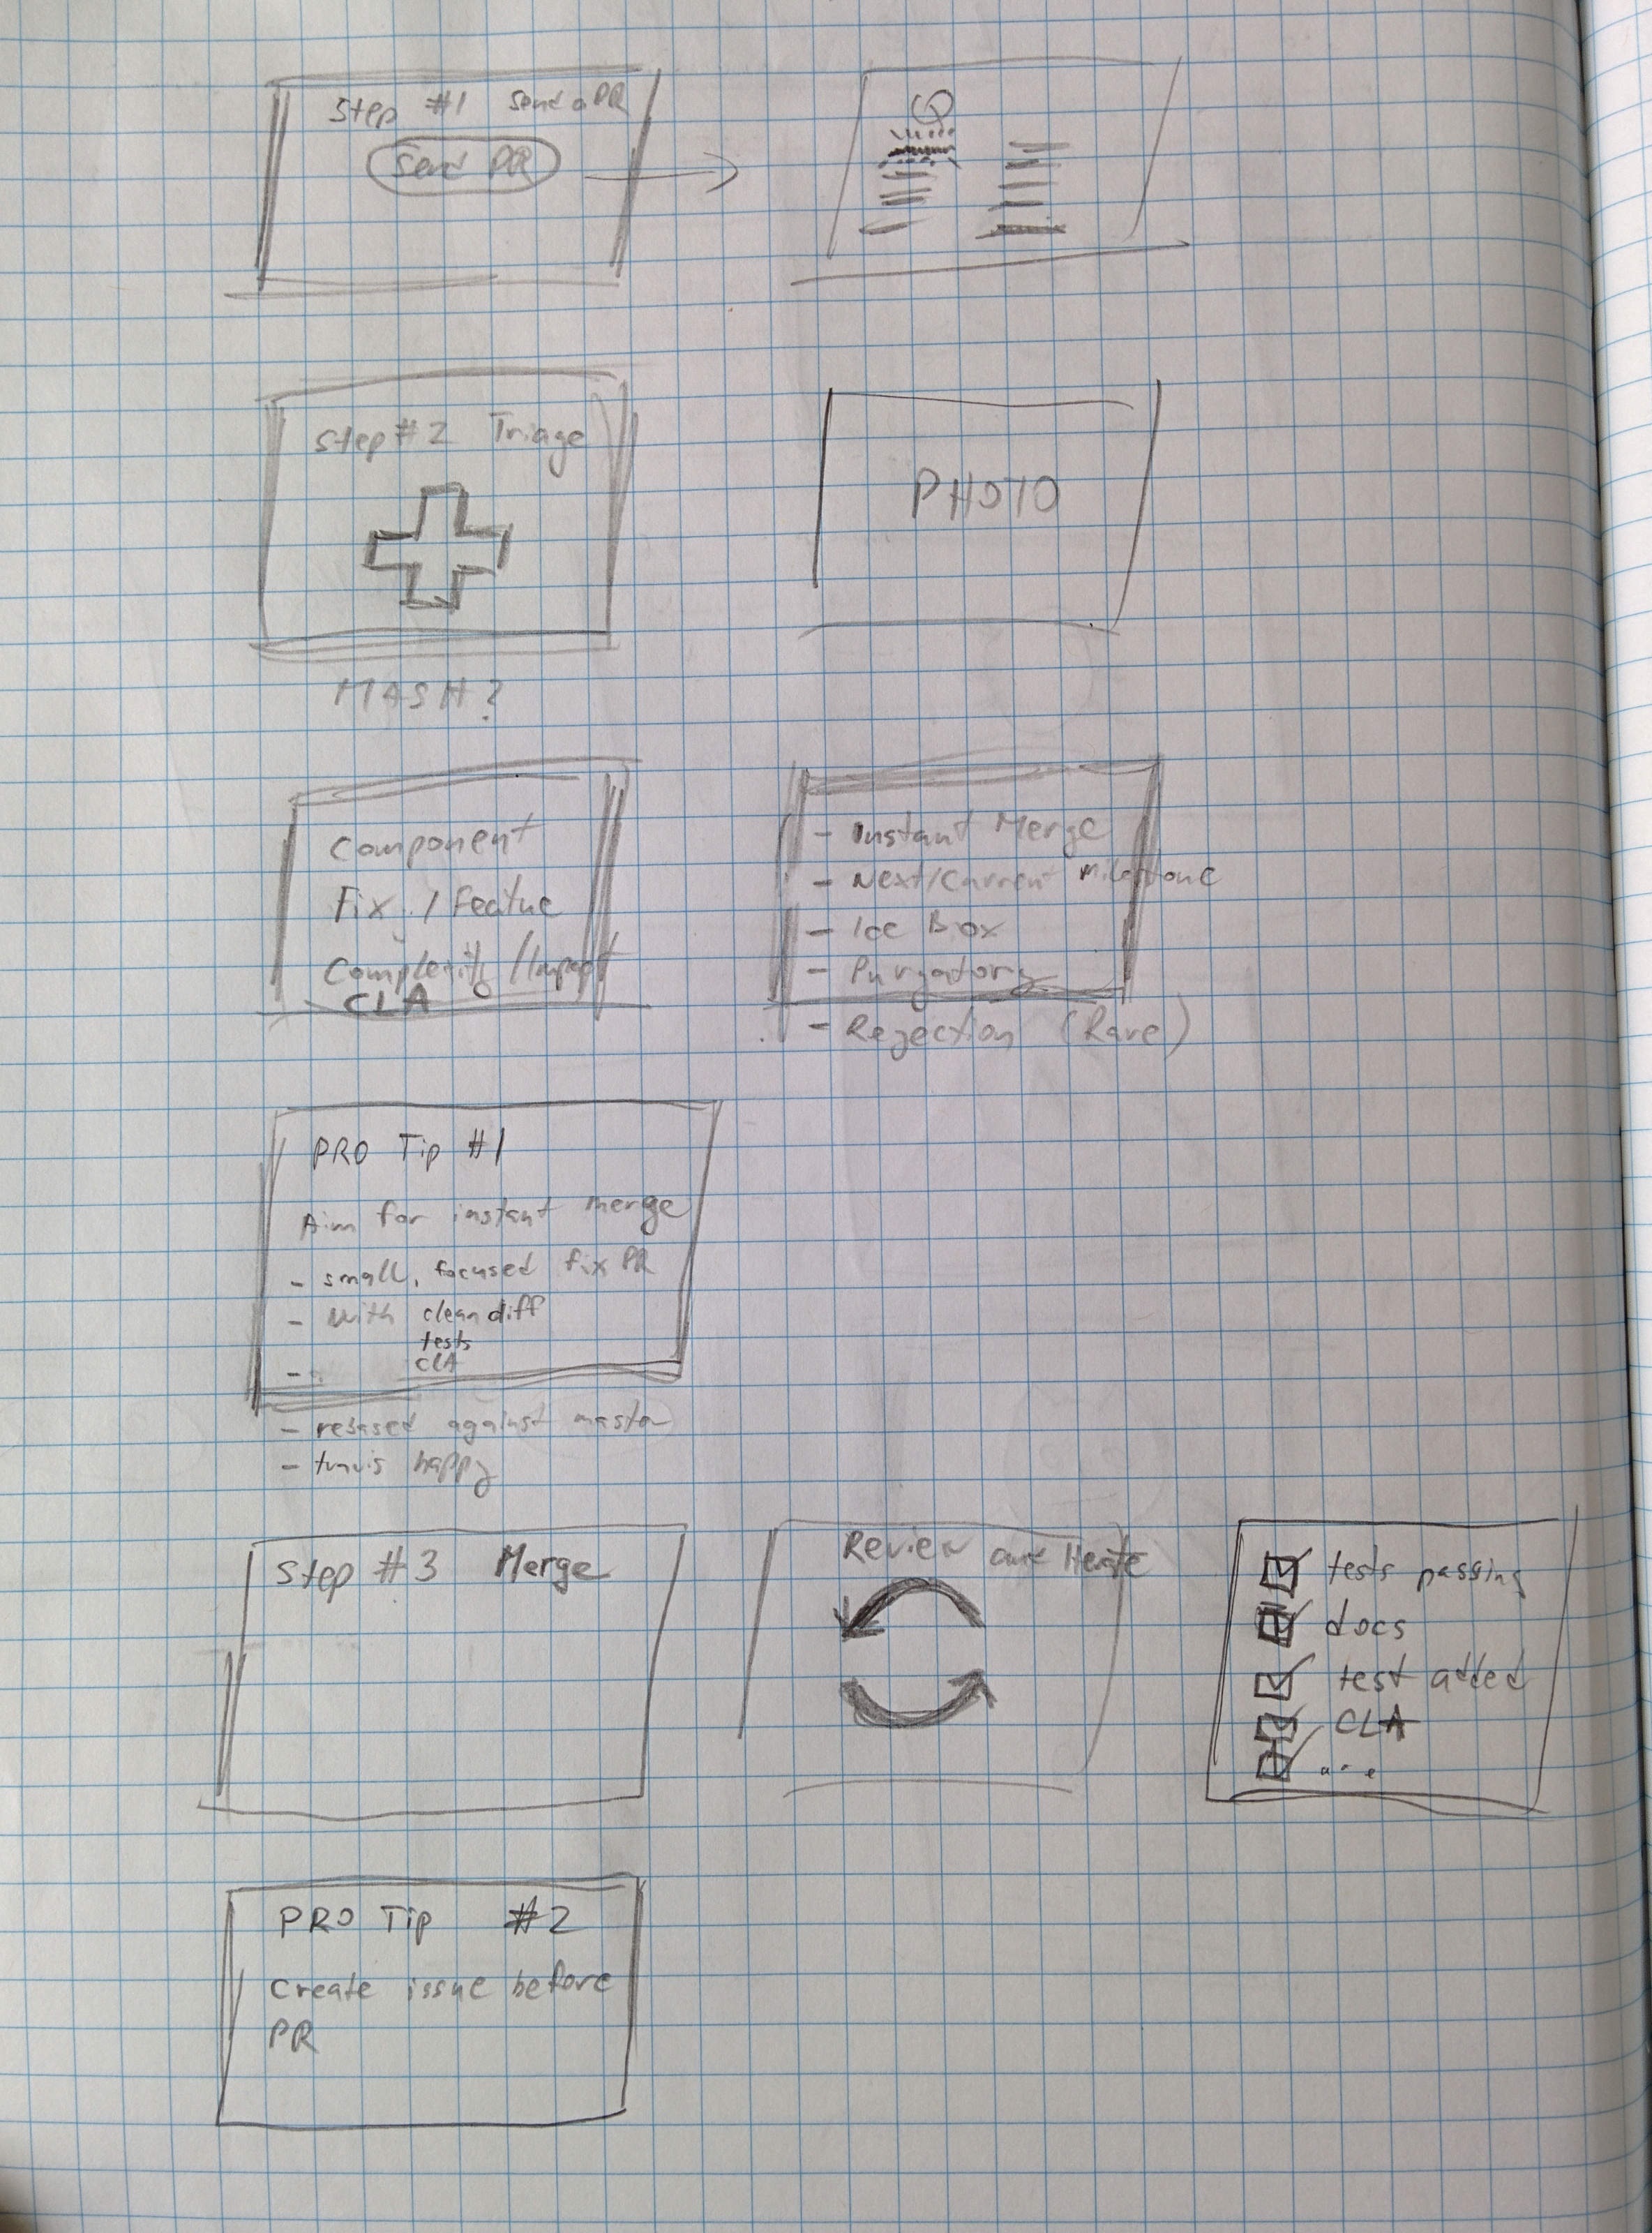 Step #1 Send a PR
Send PR
Step #2 Triage
MASH?
PHOTO
Component
Fix / Featue
Complexity / Impact
CLA
- Instant Merge
- Next/Current Milestone
- Ice Box
- Purgatory
- Rejection (Rare)
PRO Tip #1
Aim for instant merge
- small, focused fix PR
- With clean diff
tests
-
CLA
- rebased against master
- travis happy
Step #3 Merge
Review and Iterate
tests passing
docs
test added
CLA
...
PRO Tip #2
Create issue before
PR